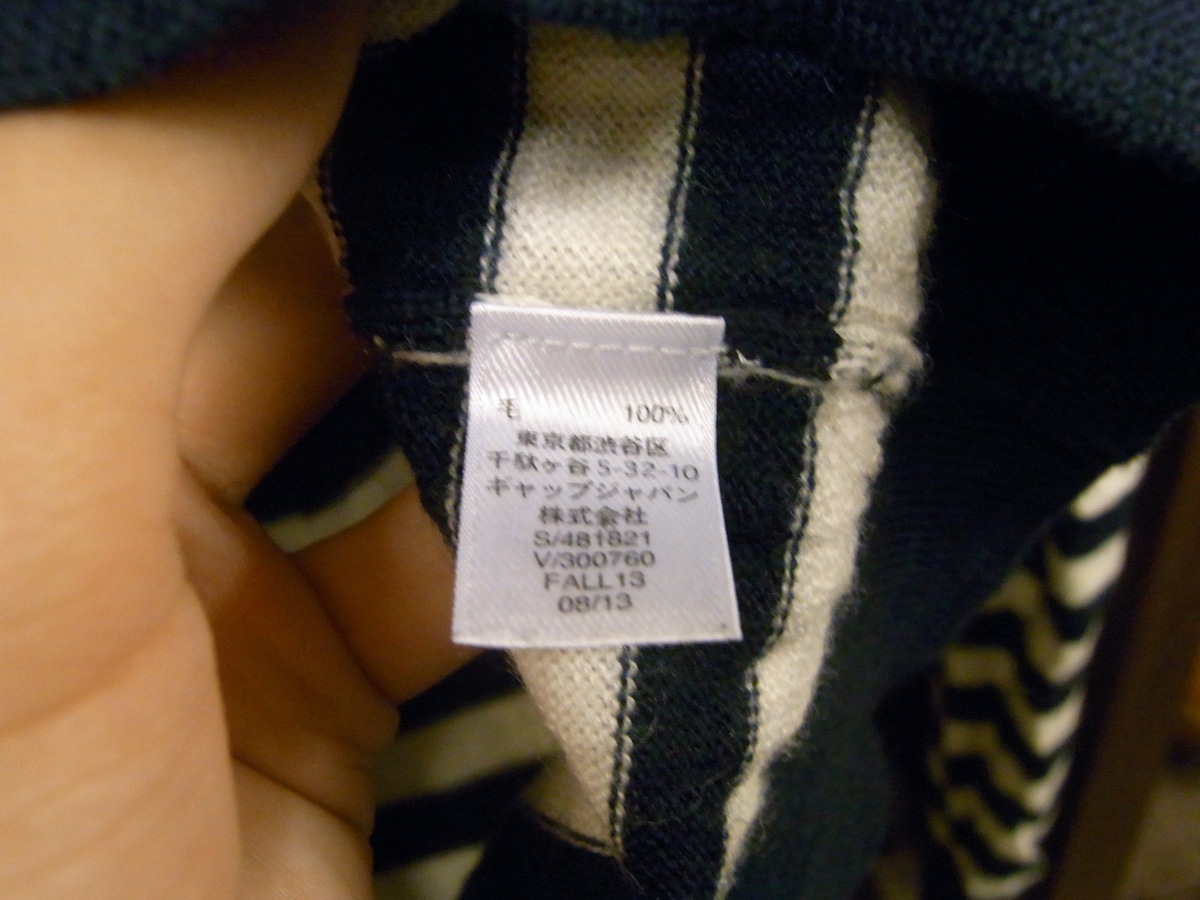 毛 100%
東京都渋谷区
千駄ヶ谷5-32-10
ギャップジャパン
株式会社
S/481821
V/300760
FALL13
08/13